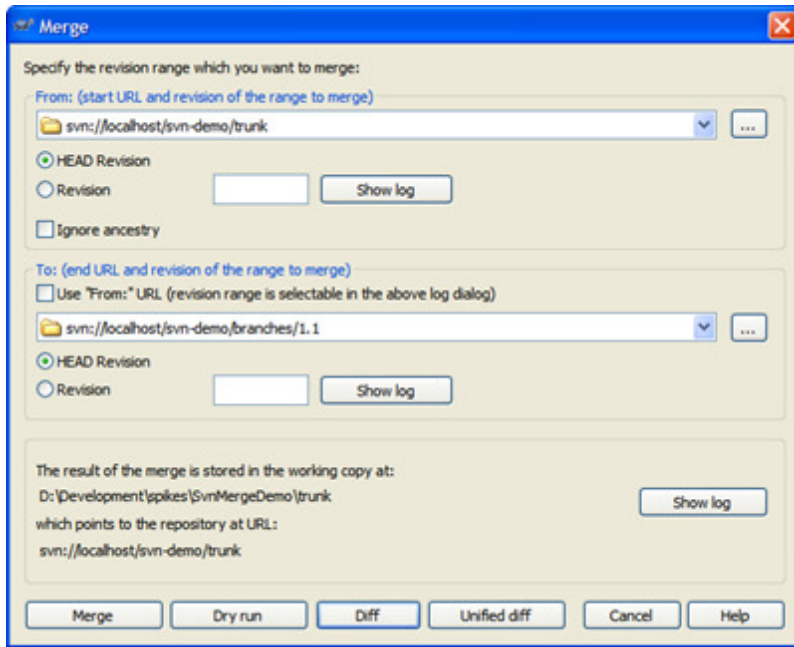 Merge
Specify the revision range which you want to merge:
From: (start URL and revision of the range to merge)
svn://localhost/svn-demo/trunk
...
HEAD Revision
Revision
Show log
Ignore ancestry
To: (end URL and revision of the range to merge)
Use "From:" URL (revision range is selectable in the above log dialog)
svn://localhost/svn-demo/branches/1.1
...
HEAD Revision
Revision
Show log
The result of the merge is stored in the working copy at:
D:\Development\spikes\SvnMergeDemo\trunk
Show log
which points to the repository at URL:
svn://localhost/svn-demo/trunk
Merge
Dry run
Diff
Unified diff
Cancel
Help